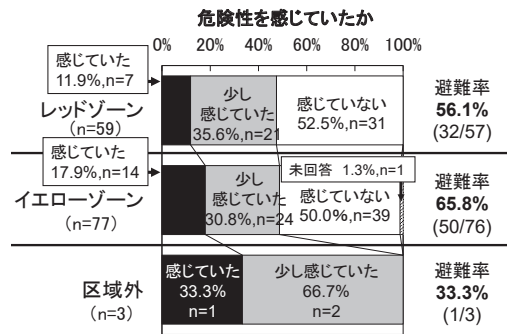 危険性を感じていたか
0% 20% 40% 60% 80% 100%
感じていた
11.9%,n=7
レッドゾーン
(n=59)
少し
感じていた
35.6%,n=21
感じていない
52.5%,n=31
避難率
56.1%
(32/57)
感じていた
17.9%,n=14
イエローゾーン
(n=77)
少し
感じていた
30.8%,n=24
未回答 1.3%,n=1
感じていない
50.0%,n=39
避難率
65.8%
(50/76)
区域外
(n=3)
感じていた
33.3%
n=1
少し感じていた
66.7%
n=2
避難率
33.3%
(1/3)